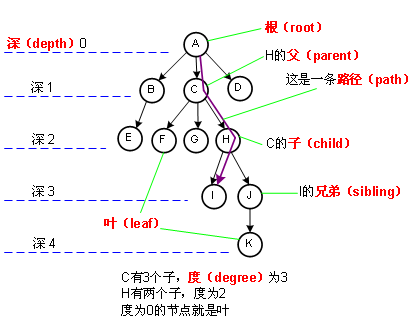 根（root）
深（depth）0
A
H的父（parent）
这是一条路径（path）
深1
B
C
D
深2
E
F
G
H
C的子（child）
深3
I
J
I的兄弟（sibling）
叶（leaf）
深4
K
C有3个子，度（degree）为3
H有两个子，度为2
度为0的节点就是叶